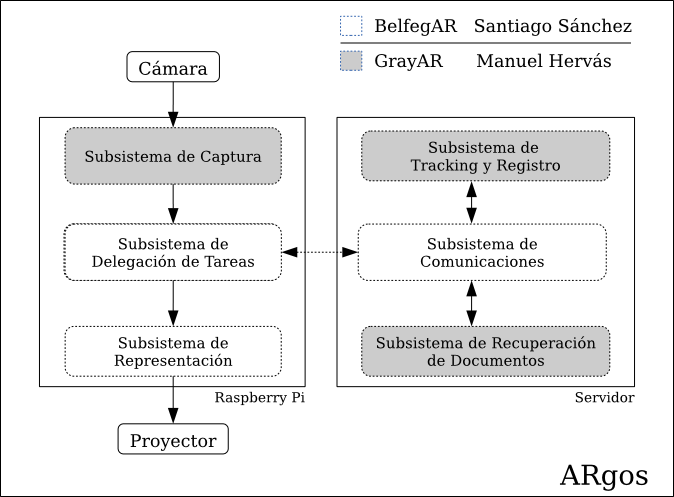 BelfegAR Santiago Sánchez
GrayAR Manuel Hervás
Cámara
Subsistema de Captura
Subsistema de
Delegación de Tareas
Subsistema de
Representación
Raspberry Pi
Proyector
Subsistema de
Tracking y Registro
Subsistema de
Comunicaciones
Subsistema de Recuperación
de Documentos
Servidor
ARgos